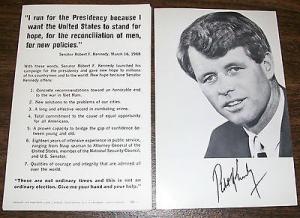 "I run for the Presidency because I
want the United States to stand for
hope, for the reconciliation of men,
for new policies."
Senator Robert F. Kennedy, March 16, 1968
With these words, Senator Robert F. Kennedy launched his
campaign for the presidency and gave new hope to millions
of his countrymen and to the world. New hope because Senator
Kennedy offers:
1. Concrete recommendations toward an honorable end
to the war in Viet Nam.
2. New solutions to the problems of our cities.
3. A long and effective record in combating crime.
4. Total commitment to the cause of equal opportunity
for all Americans.
5. A proven capacity to bridge the gap of confidence between
young and old.
6. Eighteen years of experience in public service,
ranging from Navy seaman to Attorney General of the
United States, member of the National Security Council and
U.S. Senator.
7. Qualities of courage and integrity that are admired all
over the world.
"These are not ordinary times and this is not an
ordinary election. Give me your hand and your help."